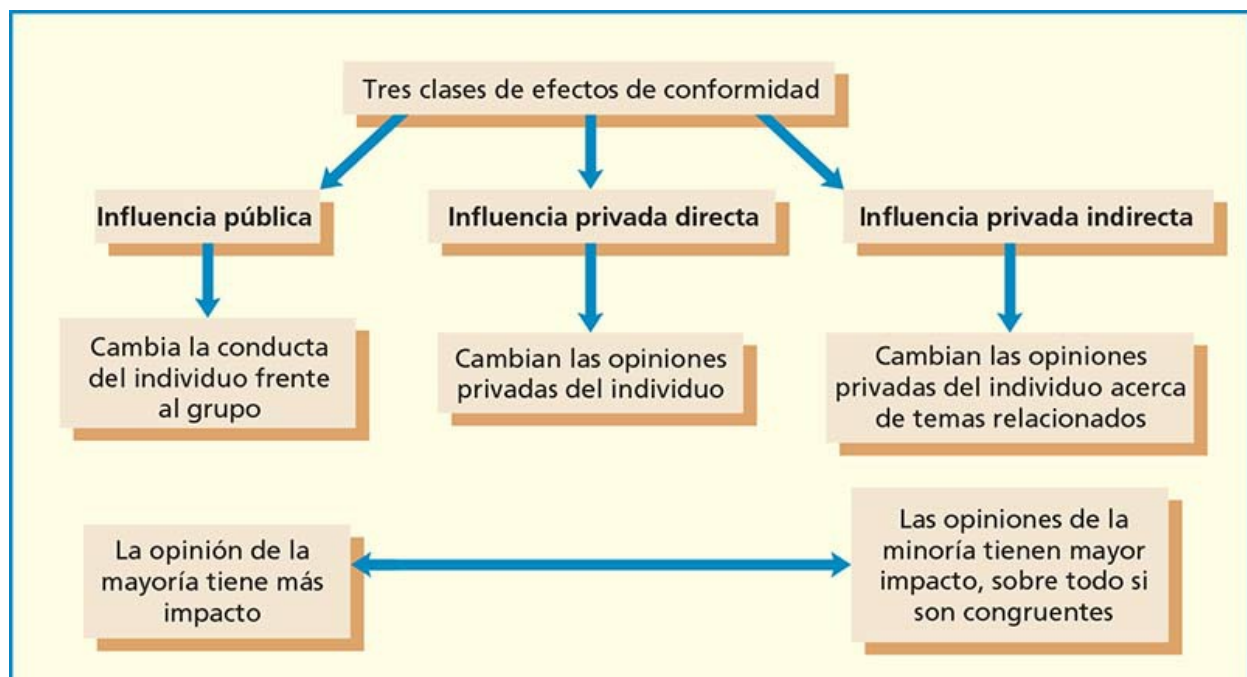 Tres clases de efectos de conformidad
Influencia pública
Influencia privada directa
Influencia privada indirecta
Cambia la conducta
del individuo frente
al grupo
Cambian las opiniones
privadas del individuo
Cambian las opiniones
privadas del individuo acerca
de temas relacionados
La opinión de la
mayoría tiene más
impacto
Las opiniones de la
minoría tienen mayor
impacto, sobre todo si
son congruentes